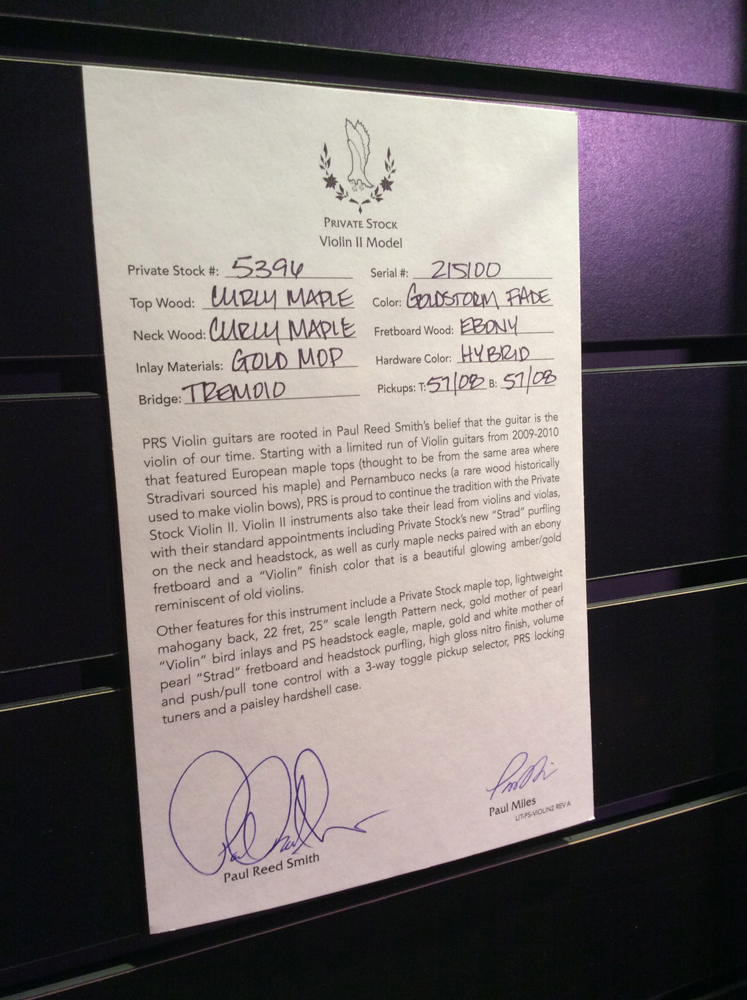 PRIVATE STOCK
Violin II Model
Private Stock #: 5394 Serial #: 215100
Top Wood: CURLY MAPLE Color: GOLDSTORM FADE
Neck Wood: CURLY MAPLE Fretboard Wood: EBONY
Inlay Materials: GOLD MOP Hardware Color: HYBRID
Bridge: TREMOLO Pickups: T: 57/08 B: 57/08
PRS Violin guitars are rooted in Paul Reed Smith's belief that the guitar is the
violin of our time. Starting with a limited run of Violin guitars from 2009-2010
that featured European maple tops (thought to be from the same area where
Stradivari sourced his maple) and Pernambuco necks (a rare wood historically
used to make violin bows), PRS is proud to continue the tradition with the Private
Stock Violin II. Violin II instruments also take their lead from violins and violas,
with their standard appointments including Private Stock's new "Strad" purfling
on the neck and headstock, as well as curly maple necks paired with an ebony
fretboard and a "Violin" finish color that is a beautiful glowing amber/gold
reminiscent of old violins.
Other features for this instrument include a Private Stock maple top, lightweight
mahogany back, 22 fret, 25" scale length Pattern neck, gold mother of pearl
"Violin" bird inlays and PS headstock eagle, maple, gold and white mother of
pearl "Strad" fretboard and headstock purfling, high gloss nitro finish, volume
and push/pull tone control with a 3-way toggle pickup selector, PRS locking
tuners and a paisley hardshell case.
Paul Reed Smith
Paul Miles
LIT-PS-VIOLIN2 REV A